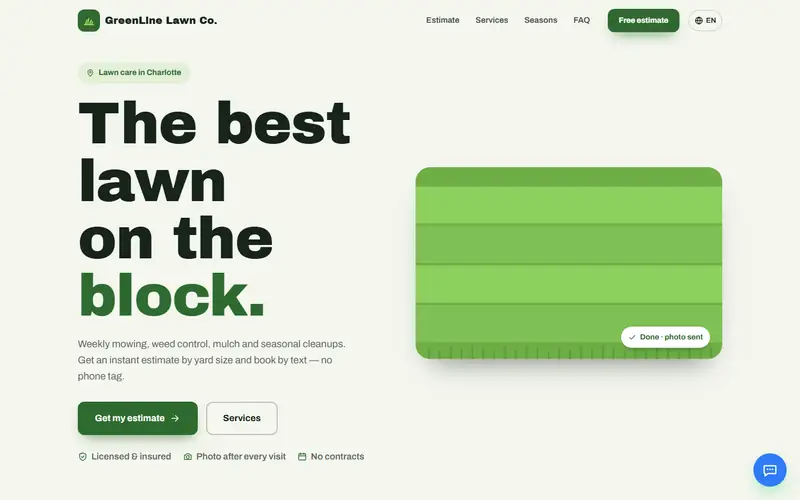 GreenLine Lawn Co.
Estimate
Services
Seasons
FAQ
Free estimate
EN
Lawn care in Charlotte
The best
lawn
on the
block.
Weekly mowing, weed control, mulch and seasonal cleanups.
Get an instant estimate by yard size and book by text — no
phone tag.
Get my estimate
Services
Licensed & insured
Photo after every visit
No contracts
Done · photo sent